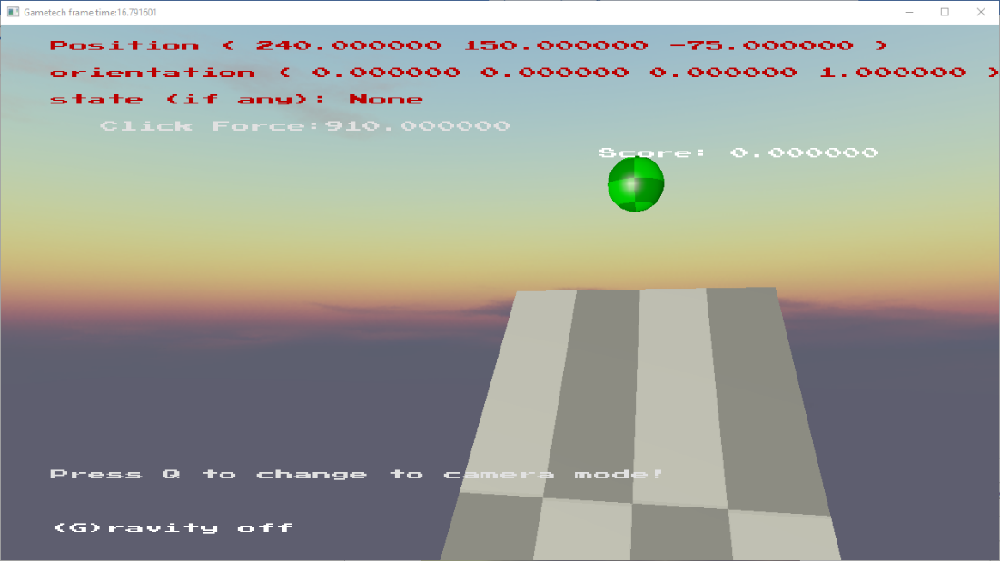 Gametech frame time:16.791601
Position ( 240.000000 150.000000 -75.000000 )
orientation ( 0.000000 0.000000 0.000000 1.000000 )
state (if any): None
Click Force:910.000000
Score: 0.000000
Press Q to change to camera mode!
(G)ravity off